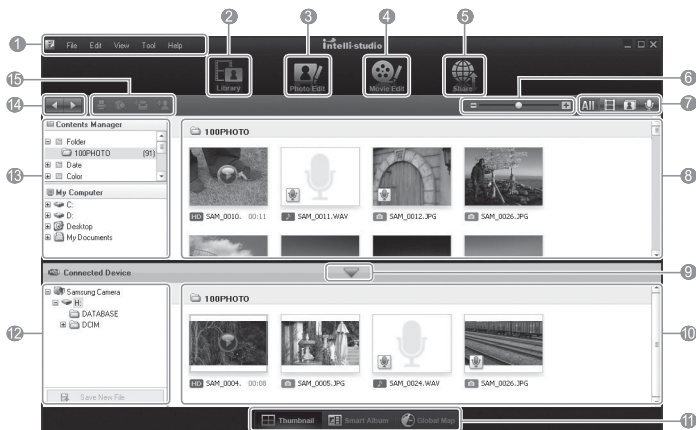 2
3
4
5
1
File Edit View Tool Help
intelli-studio
15
Library
Photo Edit
Movie Edit
Share
6
14
All
7
Contents Manager
Folder
100PHOTO (91)
Date
Color
13
My Computer
C:
D:
Desktop
My Documents
100PHOTO
HD SAM_0010. 00:11
SAM_0011.WAV
SAM_0012.JPG
SAM_0026.JPG
8
Connected Device
9
Samsung Camera
H:
DATABASE
DCIM
12
Save New File
100PHOTO
HD SAM_0004. 00:08
SAM_0005.JPG
SAM_0024.WAV
SAM_0026.JPG
10
Thumbnail
Smart Album
Global Map
11